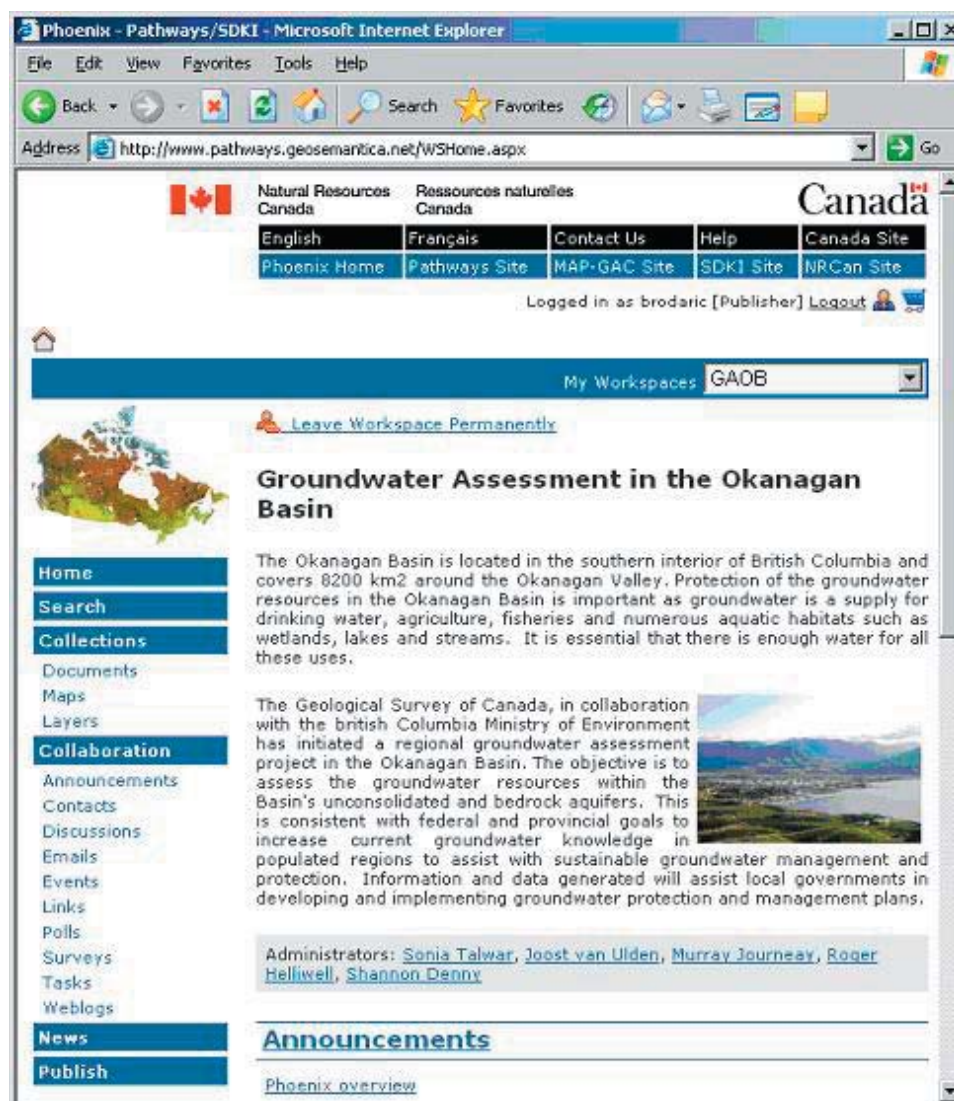 Phoenix - Pathways/SDKI - Microsoft Internet Explorer
File Edit View Favorites Tools Help
Back Search Favorites
Address http://www.pathways.geosemantica.net/WSHome.aspx Go
Natural Resources Ressources naturelles
Canada Canada Canada
English Français Contact Us Help Canada Site
Phoenix Home Pathways Site MAP-GAC Site SDKI Site NRCan Site
Logged in as brodaric [Publisher] Logout
My Workspaces GAOB
Leave Workspace Permanently
Groundwater Assessment in the Okanagan
Basin
The Okanagan Basin is located in the southern interior of British Columbia and
covers 8200 km2 around the Okanagan Valley. Protection of the groundwater
resources in the Okanagan Basin is important as groundwater is a supply for
drinking water, agriculture, fisheries and numerous aquatic habitats such as
wetlands, lakes and streams. It is essential that there is enough water for all
these uses.
The Geological Survey of Canada, in collaboration
with the british Columbia Ministry of Environment
has initiated a regional groundwater assessment
project in the Okanagan Basin. The objective is to
assess the groundwater resources within the
Basin's unconsolidated and bedrock aquifers. This
is consistent with federal and provincial goals to
increase current groundwater knowledge in
populated regions to assist with sustainable groundwater management and
protection. Information and data generated will assist local governments in
developing and implementing groundwater protection and management plans.
Administrators: Sonia Talwar, Joost van Ulden, Murray Journeay, Roger
Helliwell, Shannon Denny
Announcements
Phoenix overview
Home
Search
Collections
Documents
Maps
Layers
Collaboration
Announcements
Contacts
Discussions
Emails
Events
Links
Polls
Surveys
Tasks
Weblogs
News
Publish